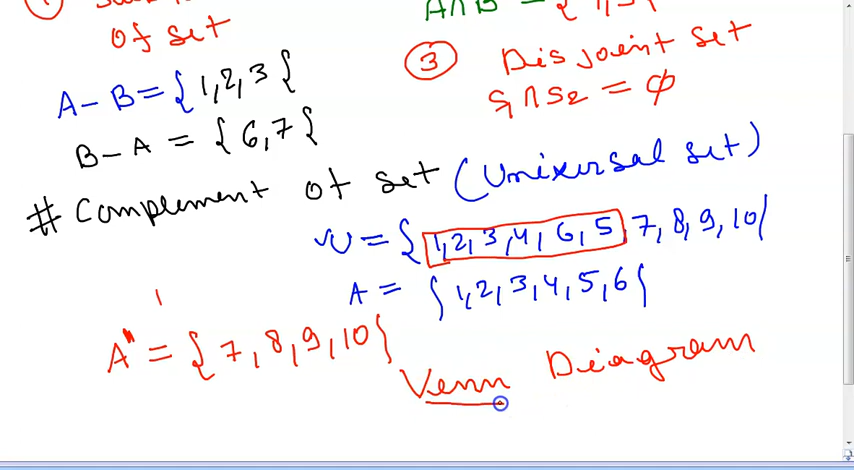 ①
Of set
A∩B = {
A - B = {1,2,3{
B - A = {6,7{
③ Disjoint set
S₁∩S₂ = ϕ
# Complement of set (Universal set)
U = {1,2,3,4,6,5,7,8,9,10}
A = {1,2,3,4,5,6{
A' = {7,8,9,10}
Venn Diagram